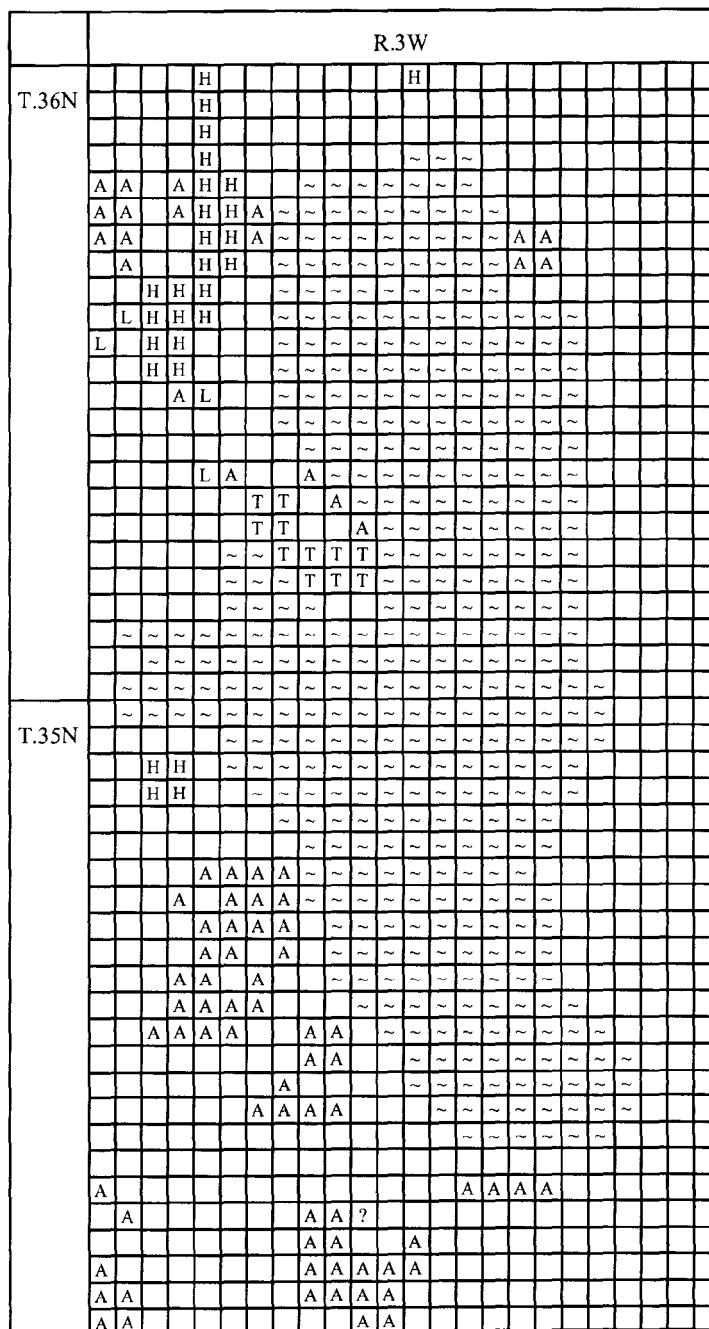 R.3W
H H
T.36N H
H
H ~ ~ ~
A A A H H ~ ~ ~ ~ ~ ~ ~
A A A H H A ~ ~ ~ ~ ~ ~ ~ ~ ~
A A H H A ~ ~ ~ ~ ~ ~ ~ ~ ~ A A
A H H ~ ~ ~ ~ ~ ~ ~ ~ ~ A A
H H H ~ ~ ~ ~ ~ ~ ~ ~ ~
L H H H ~ ~ ~ ~ ~ ~ ~ ~ ~ ~ ~ ~
L H H ~ ~ ~ ~ ~ ~ ~ ~ ~ ~ ~ ~
H H ~ ~ ~ ~ ~ ~ ~ ~ ~ ~ ~ ~
A L ~ ~ ~ ~ ~ ~ ~ ~ ~ ~ ~ ~
~ ~ ~ ~ ~ ~ ~ ~ ~ ~ ~ ~
~ ~ ~ ~ ~ ~ ~ ~ ~ ~ ~
L A A ~ ~ ~ ~ ~ ~ ~ ~ ~ ~
T T A ~ ~ ~ ~ ~ ~ ~ ~ ~
T T A ~ ~ ~ ~ ~ ~ ~ ~
~ ~ T T T T ~ ~ ~ ~ ~ ~ ~ ~
~ ~ ~ T T T ~ ~ ~ ~ ~ ~ ~ ~
~ ~ ~ ~ ~ ~ ~ ~ ~ ~ ~ ~
~ ~ ~ ~ ~ ~ ~ ~ ~ ~ ~ ~ ~ ~ ~ ~ ~ ~
~ ~ ~ ~ ~ ~ ~ ~ ~ ~ ~ ~ ~ ~ ~ ~ ~
~ ~ ~ ~ ~ ~ ~ ~ ~ ~ ~ ~ ~ ~ ~ ~ ~ ~ ~
~ ~ ~ ~ ~ ~ ~ ~ ~ ~ ~ ~ ~ ~ ~ ~ ~ ~ ~
T.35N ~ ~ ~ ~ ~ ~ ~ ~ ~ ~ ~ ~ ~ ~ ~
H H ~ ~ ~ ~ ~ ~ ~ ~ ~ ~ ~ ~ ~ ~
H H ~ ~ ~ ~ ~ ~ ~ ~ ~ ~ ~ ~ ~
~ ~ ~ ~ ~ ~ ~ ~ ~ ~ ~
~ ~ ~ ~ ~ ~ ~ ~ ~ ~
A A A A ~ ~ ~ ~ ~ ~ ~ ~ ~
A A A A ~ ~ ~ ~ ~ ~ ~ ~ ~ ~
A A A A ~ ~ ~ ~ ~ ~ ~ ~ ~
A A A ~ ~ ~ ~ ~ ~ ~ ~ ~
A A A ~ ~ ~ ~ ~ ~ ~ ~ ~
A A A A ~ ~ ~ ~ ~ ~ ~ ~ ~
A A A A A A ~ ~ ~ ~ ~ ~ ~ ~ ~
A A ~ ~ ~ ~ ~ ~ ~ ~ ~
A ~ ~ ~ ~ ~ ~ ~ ~ ~
A A A A ~ ~ ~ ~ ~ ~ ~ ~
~ ~ ~ ~ ~ ~
A A A A A
A A A ?
A A A
A A A A A A
A A A A A A
A A A A